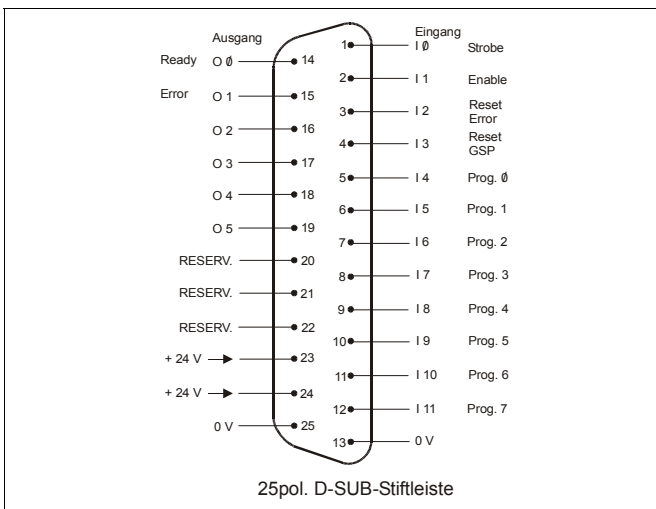 Ausgang Eingang
1 I Ø Strobe
Ready O Ø 14
2 I 1 Enable
Error O 1 15
3 I 2 Reset Error
O 2 16
4 I 3 Reset GSP
O 3 17
5 I 4 Prog. Ø
O 4 18
6 I 5 Prog. 1
O 5 19
7 I 6 Prog. 2
RESERV. 20
8 I 7 Prog. 3
RESERV. 21
9 I 8 Prog. 4
RESERV. 22
10 I 9 Prog. 5
+ 24 V 23
11 I 10 Prog. 6
+ 24 V 24
12 I 11 Prog. 7
0 V 25
13 0 V
25pol. D-SUB-Stiftleiste